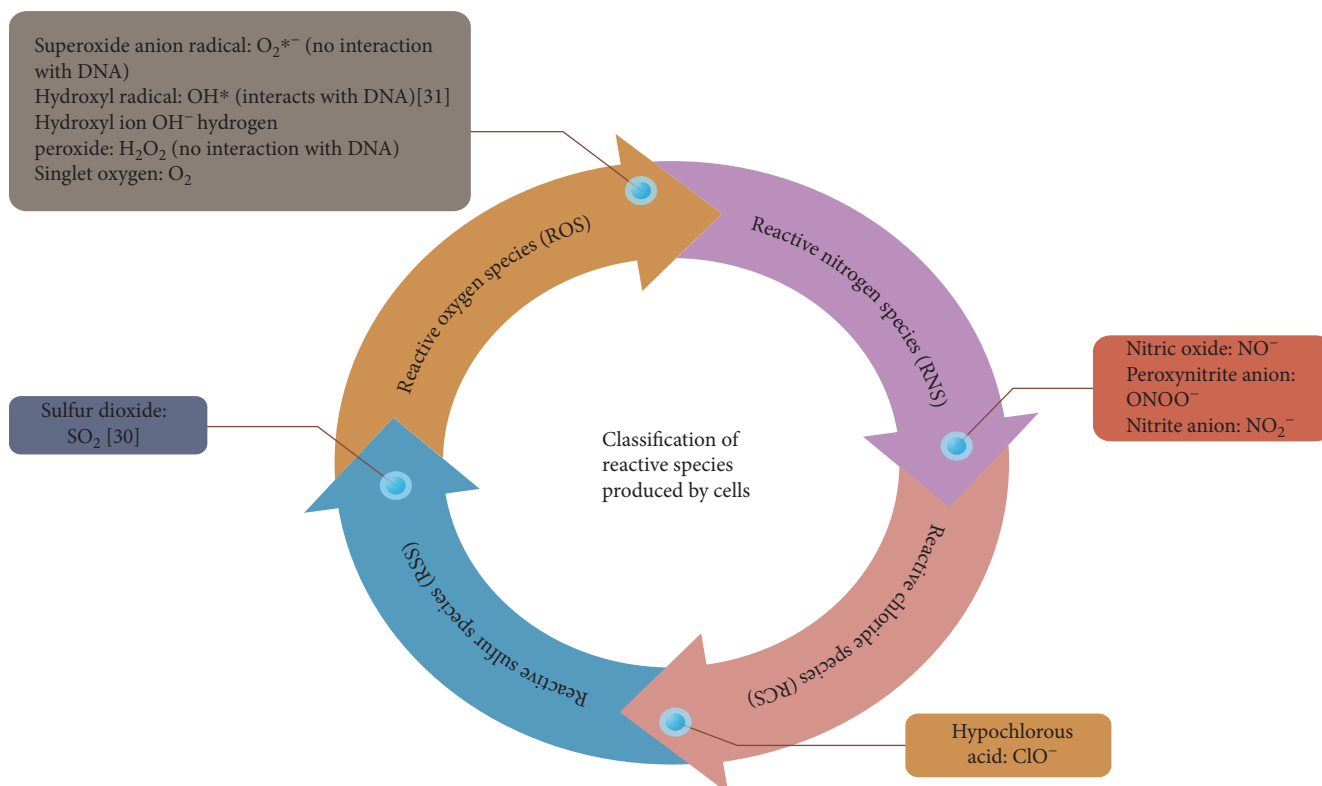 Superoxide anion radical: O₂*⁻ (no interaction
with DNA)
Hydroxyl radical: OH* (interacts with DNA)[31]
Hydroxyl ion OH⁻ hydrogen
peroxide: H₂O₂ (no interaction with DNA)
Singlet oxygen: O₂
Reactive oxygen species (ROS)
Reactive nitrogen species (RNS)
Nitric oxide: NO⁻
Peroxynitrite anion:
ONOO⁻
Nitrite anion: NO₂⁻
Sulfur dioxide:
SO₂ [30]
Classification of
reactive species
produced by cells
Reactive sulfur species (RSS)
Reactive chloride species (RCS)
Hypochlorous
acid: ClO⁻